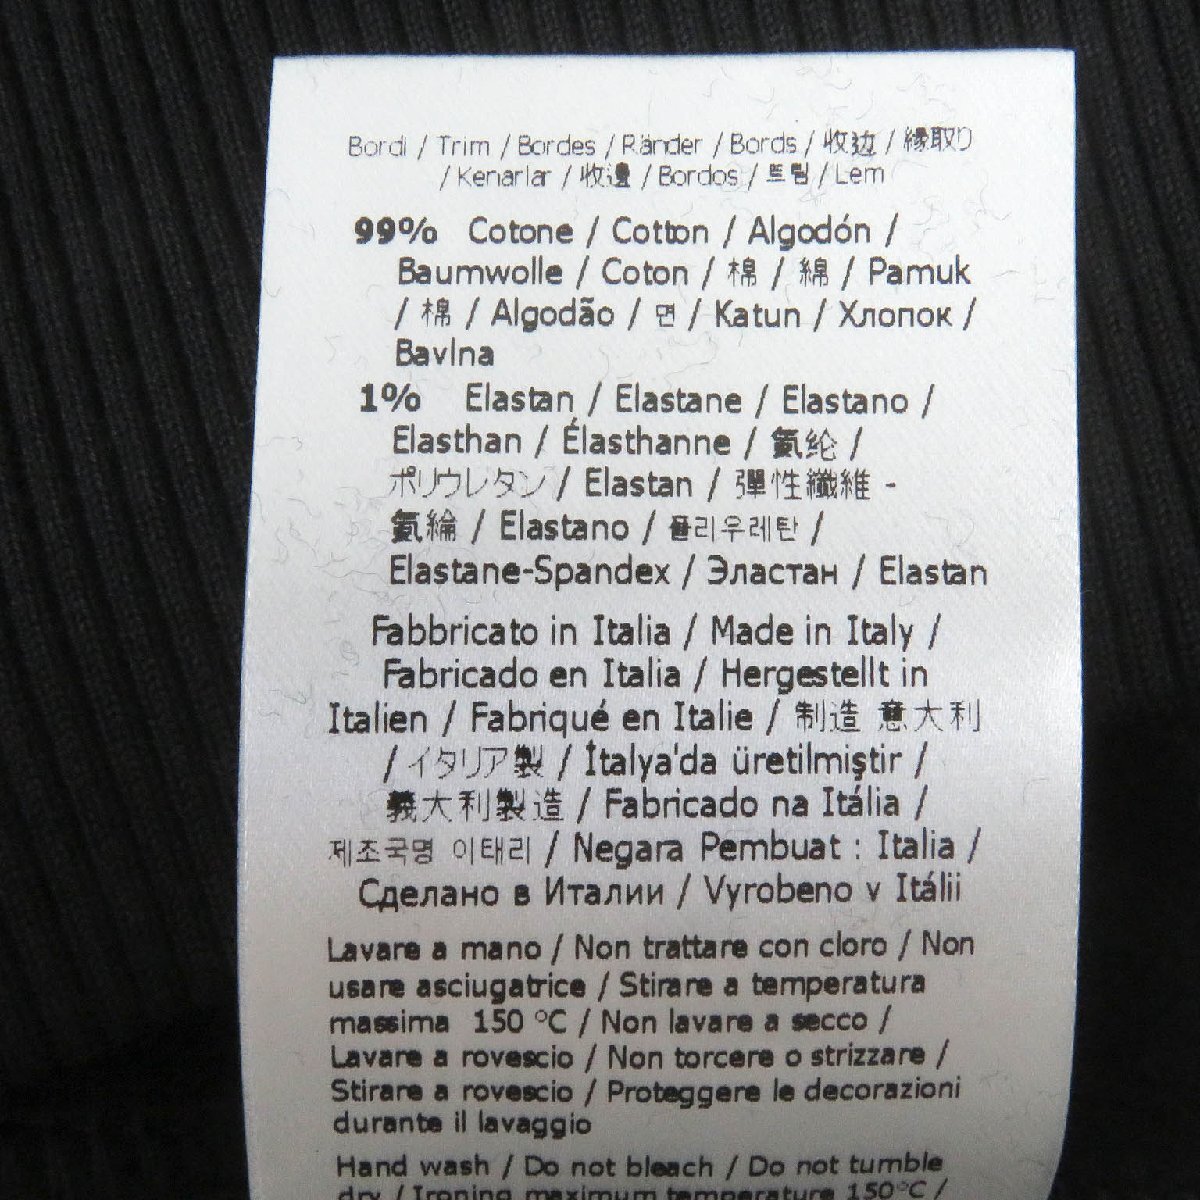 Bordi / Trim / Bordes / Ränder / Bords / 收边 / 縁取り
/ Kenarlar / 收邊 / Bordos / 트림 / Lem
99% Cotone / Cotton / Algodón /
Baumwolle / Coton / 棉 / 綿 / Pamuk
/ 棉 / Algodão / 면 / Katun / Хлопок /
Bavlna
1% Elastan / Elastane / Elastano /
Elasthan / Élasthanne / 氨纶 /
ポリウレタン / Elastan / 彈性纖維 -
氨綸 / Elastano / 폴리우레탄 /
Elastane-Spandex / Эластан / Elastan
Fabbricato in Italia / Made in Italy /
Fabricado en Italia / Hergestellt in
Italien / Fabriqué en Italie / 制造 意大利
/ イタリア製 / İtalya'da üretilmiştir /
義大利製造 / Fabricado na Itália /
제조국명 이태리 / Negara Pembuat : Italia /
Сделано в Италии / Vyrobeno v Itálii
Lavare a mano / Non trattare con cloro / Non
usare asciugatrice / Stirare a temperatura
massima 150 °C / Non lavare a secco /
Lavare a rovescio / Non torcere o strizzare /
Stirare a rovescio / Proteggere le decorazioni
durante il lavaggio
Hand wash / Do not bleach / Do not tumble
dry / Ironing maximum temperature 150°C /